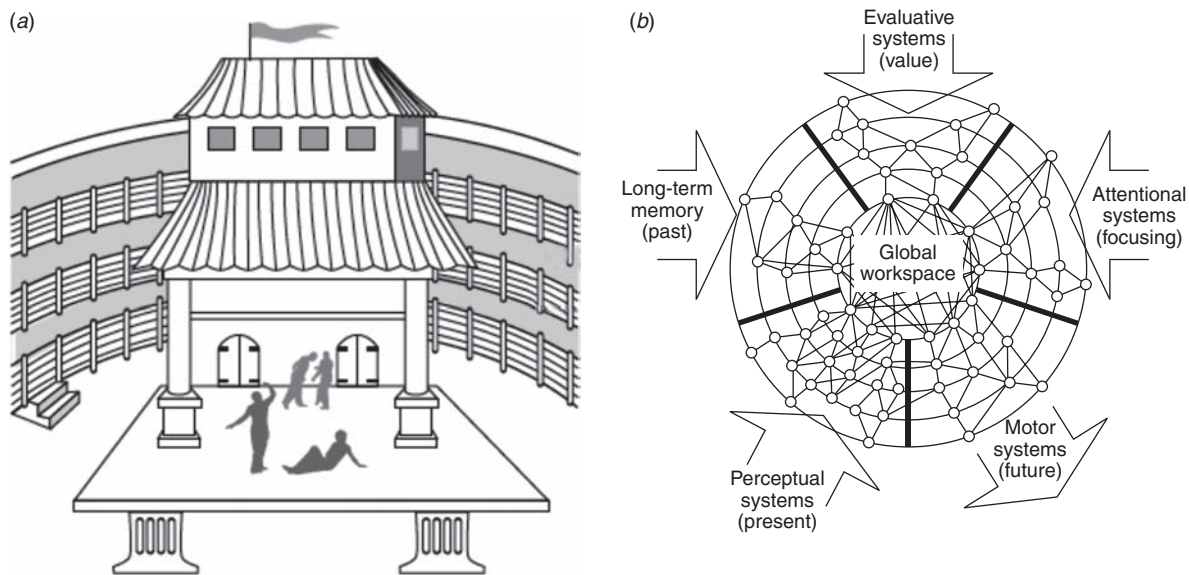 (a)
(b)
Evaluative
systems
(value)
Long-term
memory
(past)
Attentional
systems
(focusing)
Global
workspace
Motor
systems
(future)
Perceptual
systems
(present)